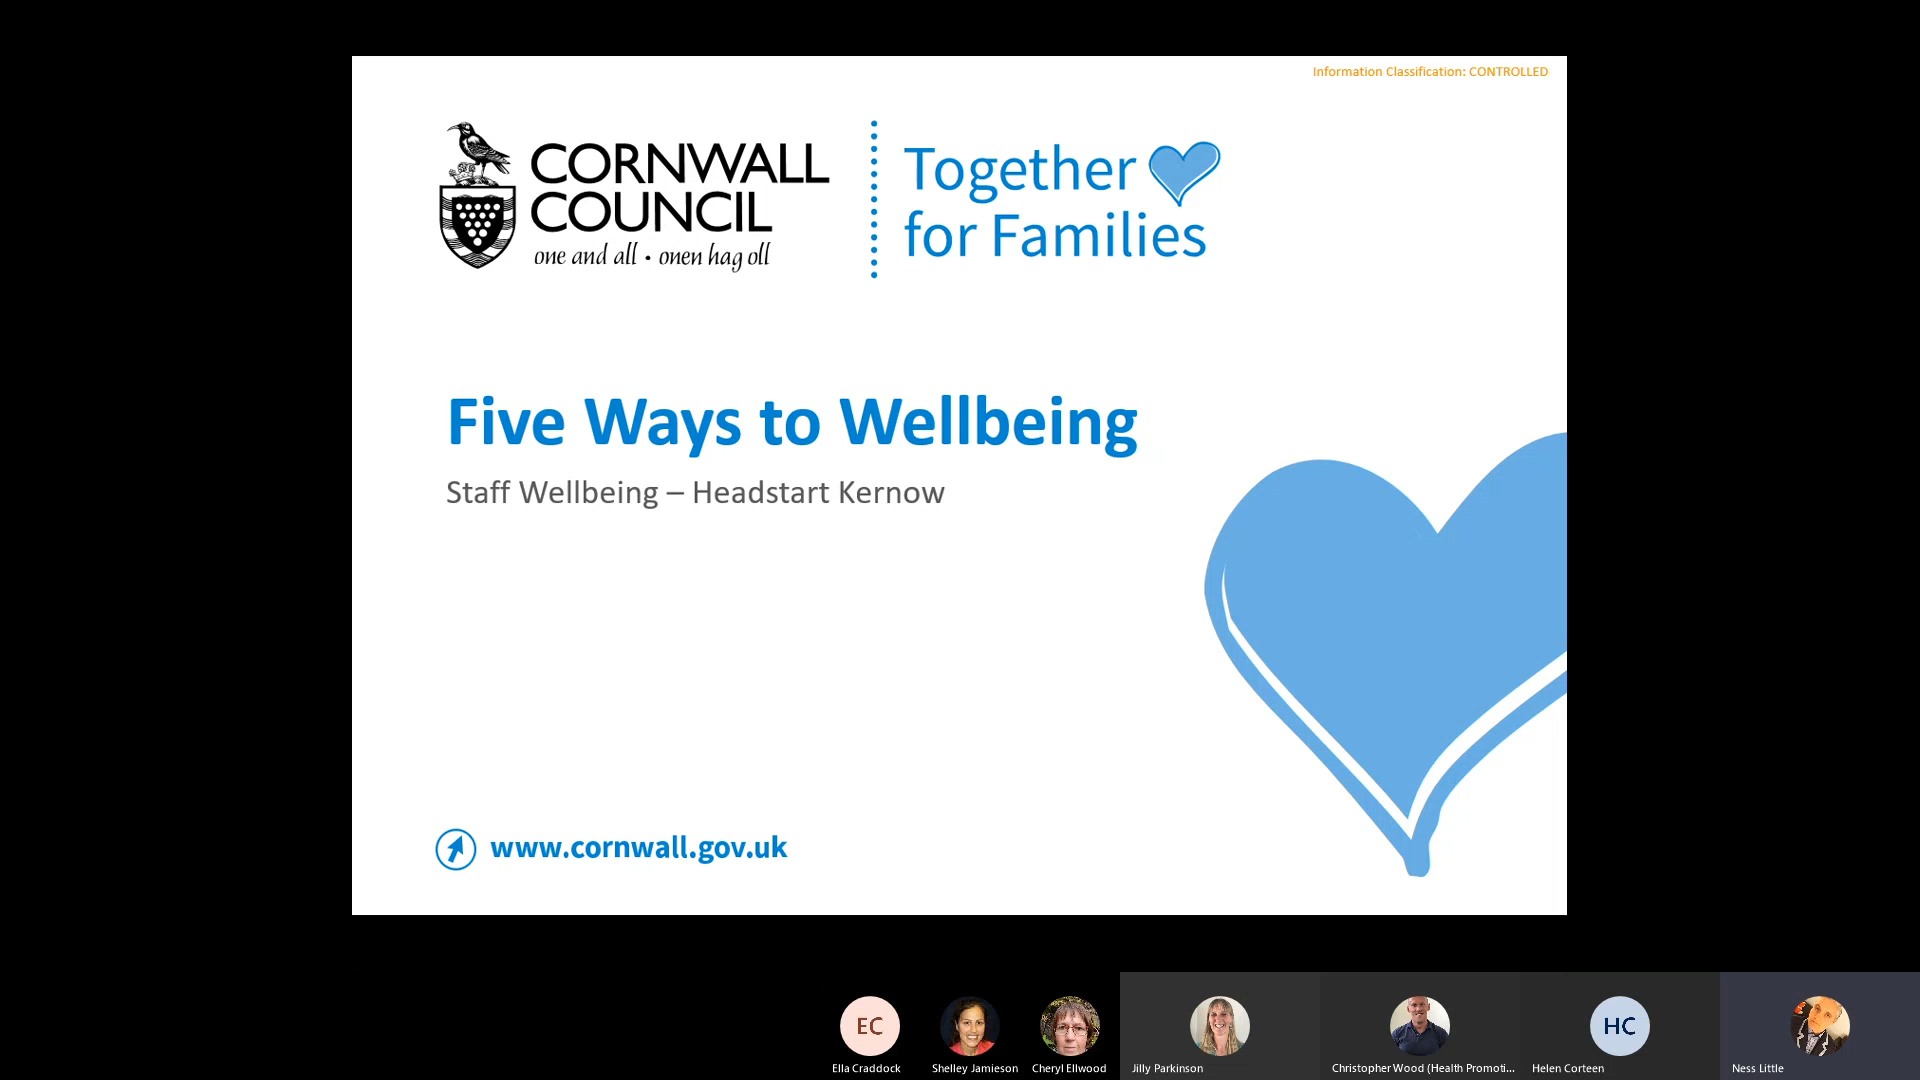 Information Classification: CONTROLLED
CORNWALL
COUNCIL
one and all • onen hag oll
Together
for Families
Five Ways to Wellbeing
Staff Wellbeing – Headstart Kernow
www.cornwall.gov.uk
EC
HC
Ella Craddock
Shelley Jamieson
Cheryl Ellwood
Jilly Parkinson
Christopher Wood (Health Promoti...
Helen Corteen
Ness Little